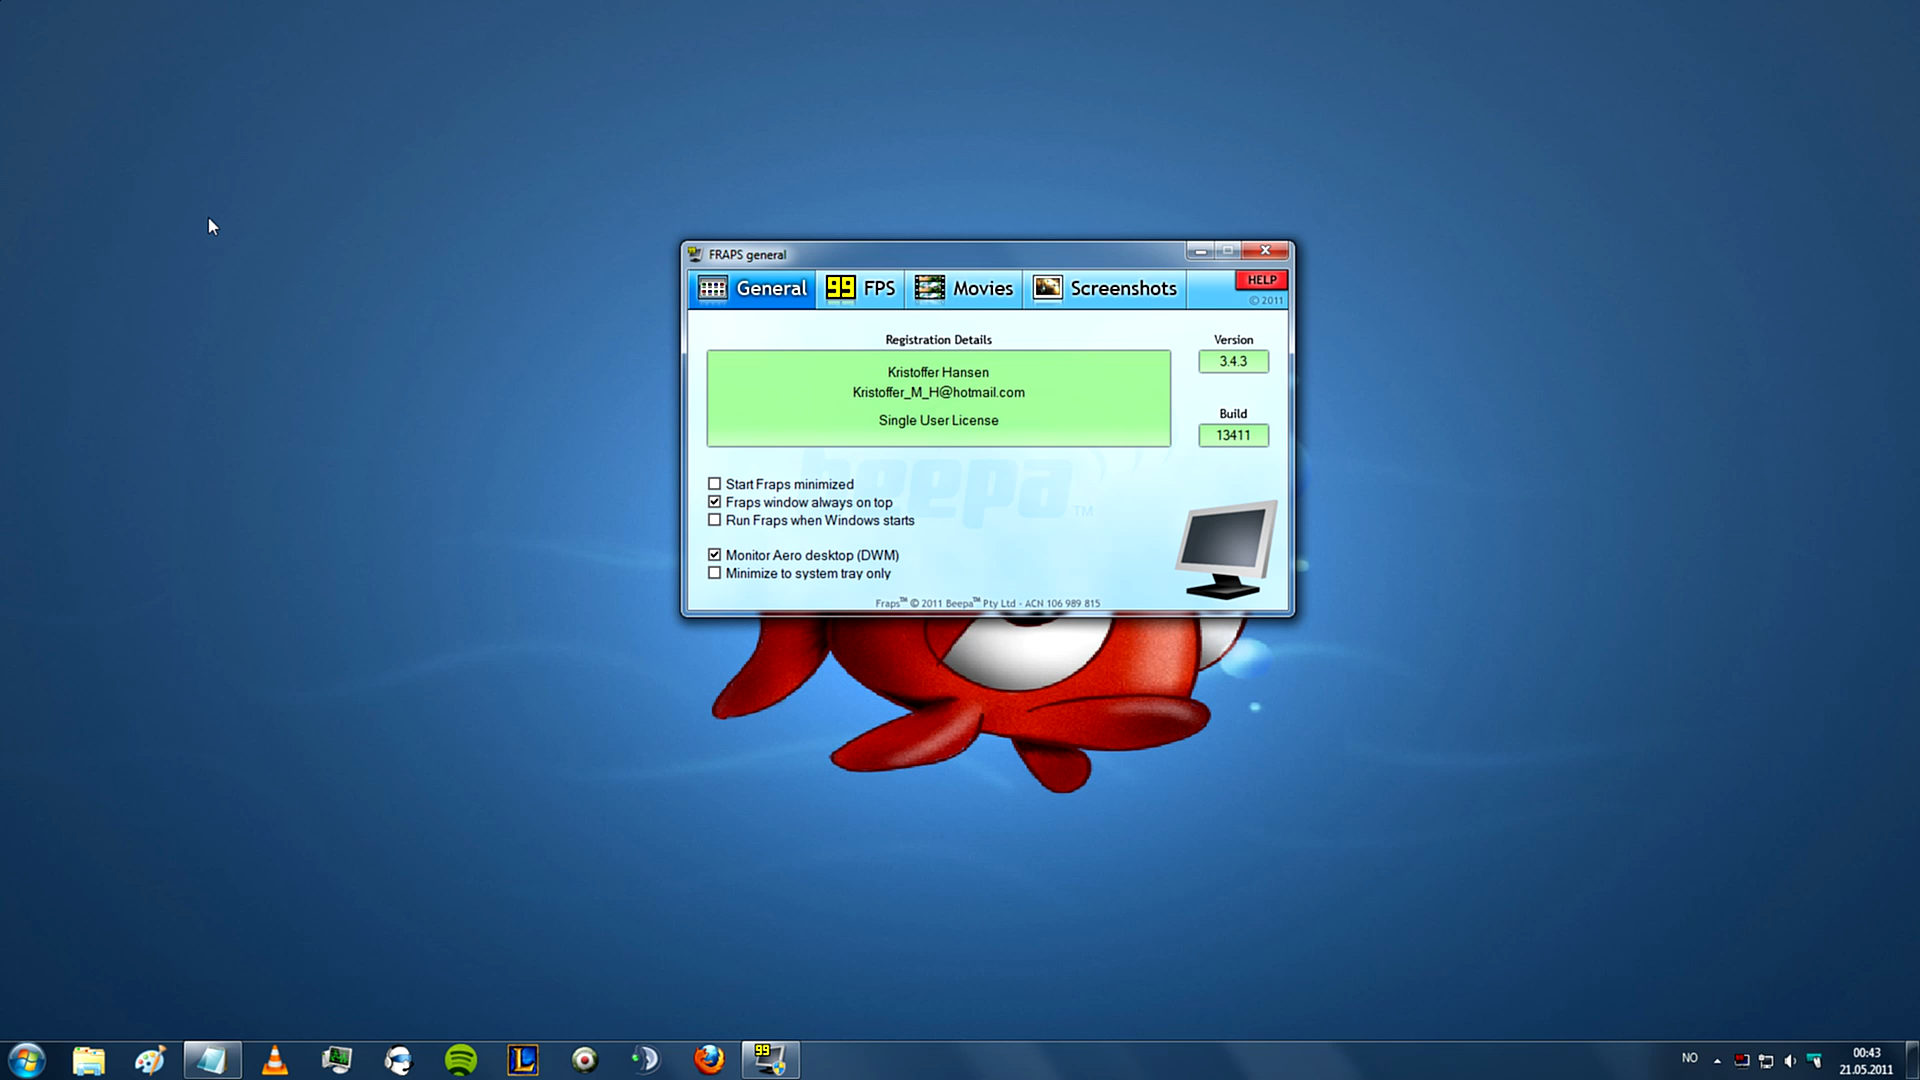 FRAPS general
General
99 FPS
Movies
Screenshots
HELP
© 2011
Registration Details
Kristoffer Hansen
Kristoffer_M_H@hotmail.com
Single User License
Version
3.4.3
Build
13411
beepa™
Start Fraps minimized
Fraps window always on top
Run Fraps when Windows starts
Monitor Aero desktop (DWM)
Minimize to system tray only
Fraps™ © 2011 Beepa™ Pty Ltd - ACN 106 989 815
L
99
NO
00:43
21.05.2011